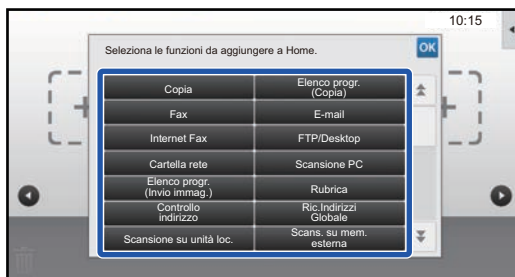 10:15
Seleziona le funzioni da aggiungere a Home.
OK
Copia
Elenco progr.
(Copia)
Fax
E-mail
Internet Fax
FTP/Desktop
Cartella rete
Scansione PC
Elenco progr.
(Invio immag.)
Rubrica
Controllo
indirizzo
Ric.Indirizzi
Globale
Scansione su unità loc.
Scans. su mem.
esterna